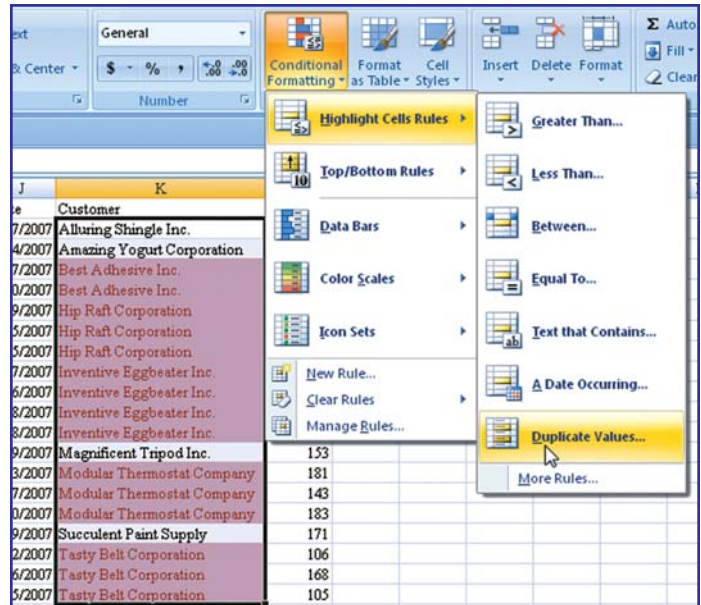 ext General Σ Auto
& Center $ % , .00 .0 Conditional Formatting Format as Table Cell Styles Insert Delete Format Fill
Number Clear
Highlight Cells Rules
Top/Bottom Rules
Data Bars
Color Scales
Icon Sets
New Rule...
Clear Rules
Manage Rules...
Greater Than...
Less Than...
Between...
Equal To...
Text that Contains...
A Date Occurring...
Duplicate Values...
More Rules...
J K
e Customer
7/2007 Alluring Shingle Inc.
4/2007 Amazing Yogurt Corporation
7/2007 Best Adhesive Inc.
0/2007 Best Adhesive Inc.
9/2007 Hip Raft Corporation
5/2007 Hip Raft Corporation
5/2007 Hip Raft Corporation
7/2007 Inventive Eggbeater Inc.
6/2007 Inventive Eggbeater Inc.
8/2007 Inventive Eggbeater Inc.
8/2007 Inventive Eggbeater Inc.
9/2007 Magnificent Tripod Inc. 153
3/2007 Modular Thermostat Company 181
7/2007 Modular Thermostat Company 143
0/2007 Modular Thermostat Company 183
9/2007 Succulent Paint Supply 171
2/2007 Tasty Belt Corporation 106
6/2007 Tasty Belt Corporation 168
5/2007 Tasty Belt Corporation 105